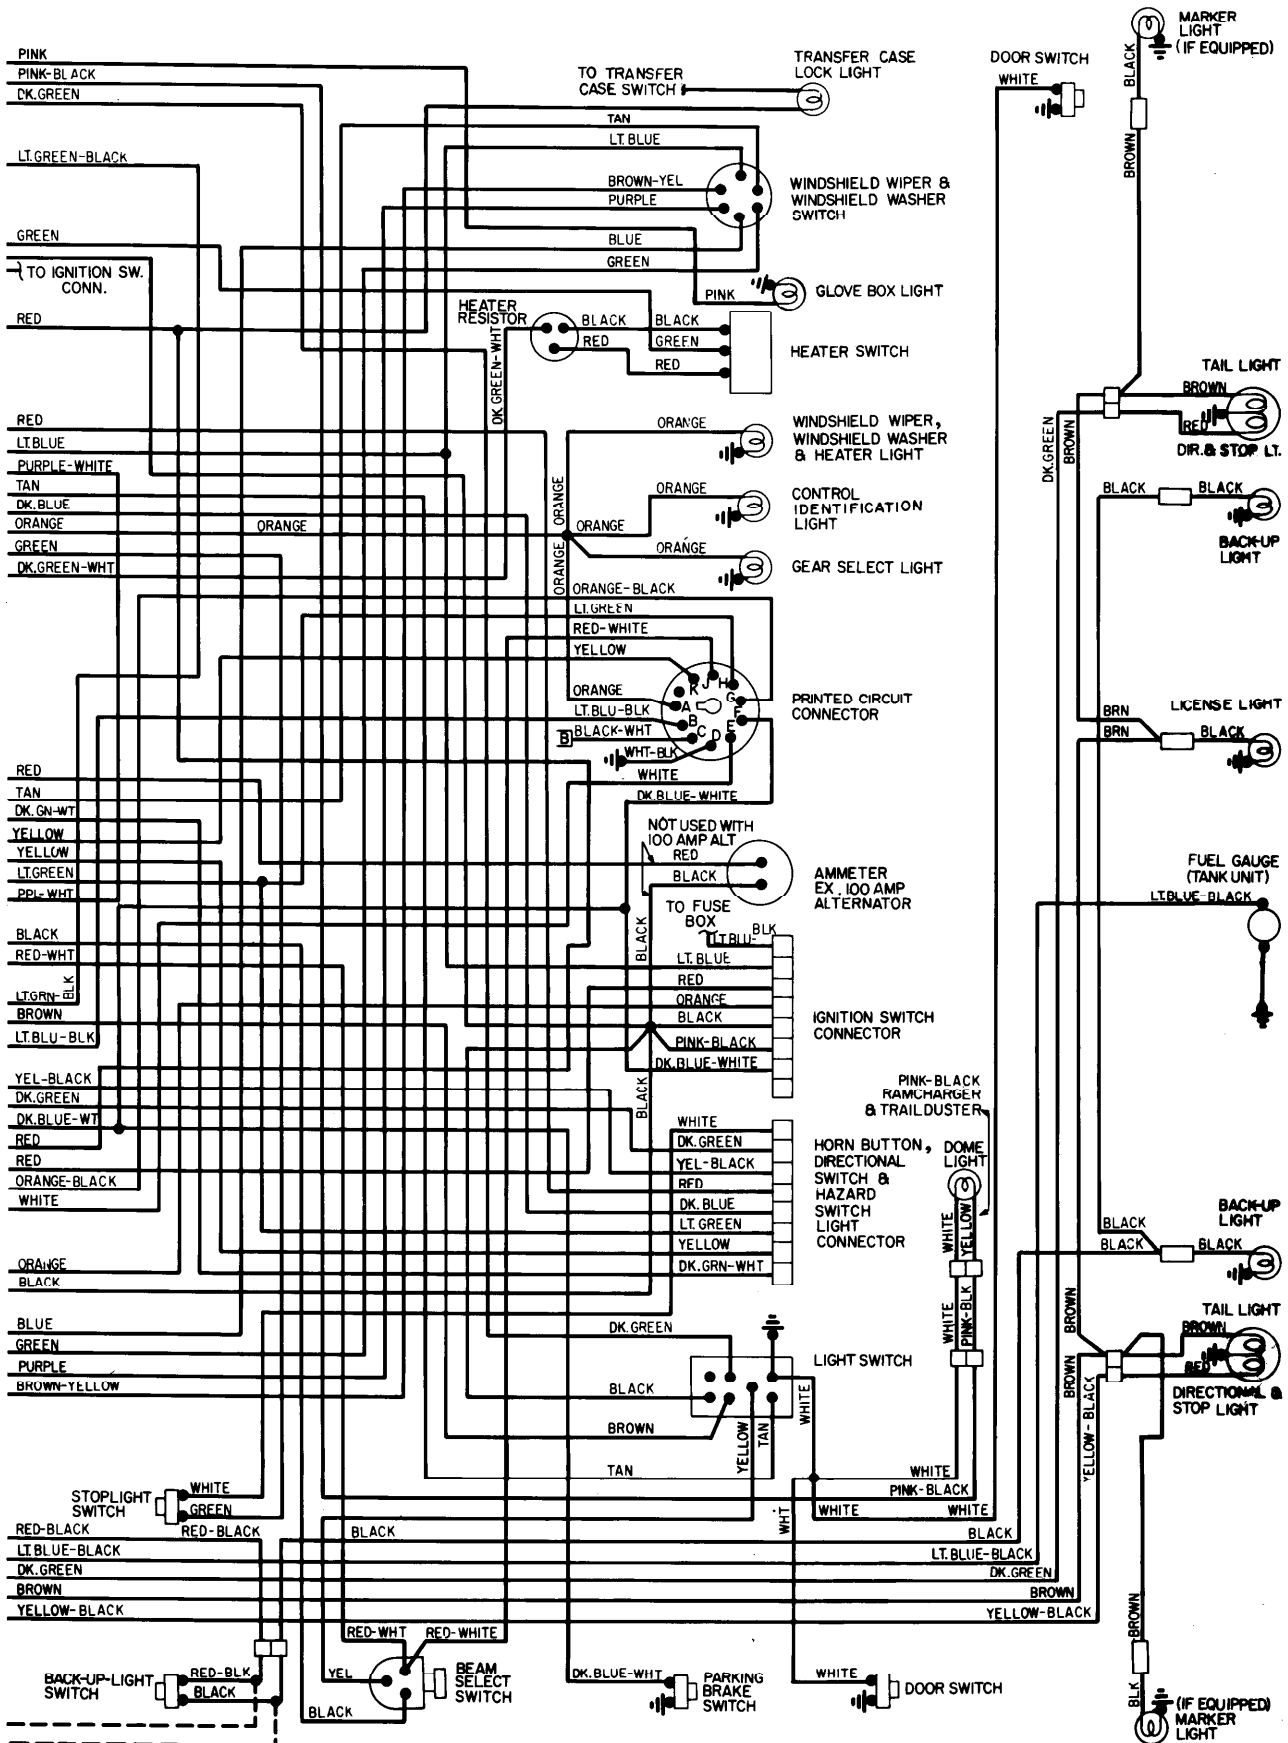 PINK
PINK-BLACK
DK.GREEN
LT.GREEN-BLACK
GREEN
TO IGNITION SW.
CONN.
RED
RED
LT.BLUE
PURPLE-WHITE
TAN
DK.BLUE
ORANGE
GREEN
DK.GREEN-WHT
RED
TAN
DK.GN-WT
YELLOW
YELLOW
LT.GREEN
PPL-WHT
BLACK
RED-WHT
LT.GRN-BLK
BROWN
LT.BLU-BLK
YEL-BLACK
DK.GREEN
DK.BLUE-WT
RED
RED
ORANGE-BLACK
WHITE
ORANGE
BLACK
BLUE
GREEN
PURPLE
BROWN-YELLOW
STOPLIGHT
SWITCH
WHITE
GREEN
RED-BLACK
RED-BLACK
BLACK
LT.BLUE-BLACK
DK.GREEN
BROWN
YELLOW-BLACK
BACK-UP-LIGHT
SWITCH
RED-BLK
BLACK
RED-WHT
RED-WHITE
YEL
BLACK
BEAM
SELECT
SWITCH
DK.BLUE-WHT
PARKING
BRAKE
SWITCH
TO TRANSFER
CASE SWITCH
TRANSFER CASE
LOCK LIGHT
TAN
LT.BLUE
BROWN-YEL
PURPLE
BLUE
GREEN
WINDSHIELD WIPER &
WINDSHIELD WASHER
SWITCH
PINK
GLOVE BOX LIGHT
HEATER
RESISTOR
DK.GREEN-WHT
BLACK
BLACK
RED
GREEN
RED
HEATER SWITCH
ORANGE
WINDSHIELD WIPER,
WINDSHIELD WASHER
& HEATER LIGHT
ORANGE
CONTROL
IDENTIFICATION
LIGHT
ORANGE
ORANGE
ORANGE
ORANGE
ORANGE
GEAR SELECT LIGHT
ORANGE-BLACK
LT.GREEN
RED-WHITE
YELLOW
ORANGE
LT.BLU-BLK
B
BLACK-WHT
WHT-BLK
WHITE
DK.BLUE-WHITE
K
J
H
G
F
E
D
C
B
A
PRINTED CIRCUIT
CONNECTOR
NOT USED WITH
100 AMP ALT
RED
BLACK
AMMETER
EX. 100 AMP
ALTERNATOR
TO FUSE
BOX
BLACK
LT.BLU-BLK
LT.BLUE
RED
ORANGE
BLACK
PINK-BLACK
DK.BLUE-WHITE
IGNITION SWITCH
CONNECTOR
BLACK
WHITE
DK.GREEN
YEL-BLACK
RED
DK.BLUE
LT.GREEN
YELLOW
DK.GRN-WHT
HORN BUTTON,
DIRECTIONAL
SWITCH &
HAZARD
SWITCH
LIGHT
CONNECTOR
PINK-BLACK
RAMCHARGER
& TRAILDUSTER
DOME
LIGHT
WHITE
YELLOW
WHITE
PINK-BLK
DK.GREEN
BLACK
BROWN
YELLOW
TAN
WHITE
LIGHT SWITCH
TAN
WHITE
PINK-BLACK
WHITE
WHITE
WHT
BLACK
LT.BLUE-BLACK
DK.GREEN
BROWN
YELLOW-BLACK
WHITE
DOOR SWITCH
DOOR SWITCH
WHITE
MARKER
LIGHT
(IF EQUIPPED)
BLACK
BROWN
TAIL LIGHT
BROWN
RED
DIR.& STOP LT.
DK.GREEN
BROWN
BLACK
BLACK
BACK-UP
LIGHT
BRN
BRN
LICENSE LIGHT
BLACK
FUEL GAUGE
(TANK UNIT)
LT.BLUE-BLACK
BACK-UP
LIGHT
BLACK
BLACK
BLACK
TAIL LIGHT
BROWN
BROWN
BROWN
RED
YELLOW-BLACK
DIRECTIONAL &
STOP LIGHT
BROWN
BLK
(IF EQUIPPED)
MARKER
LIGHT